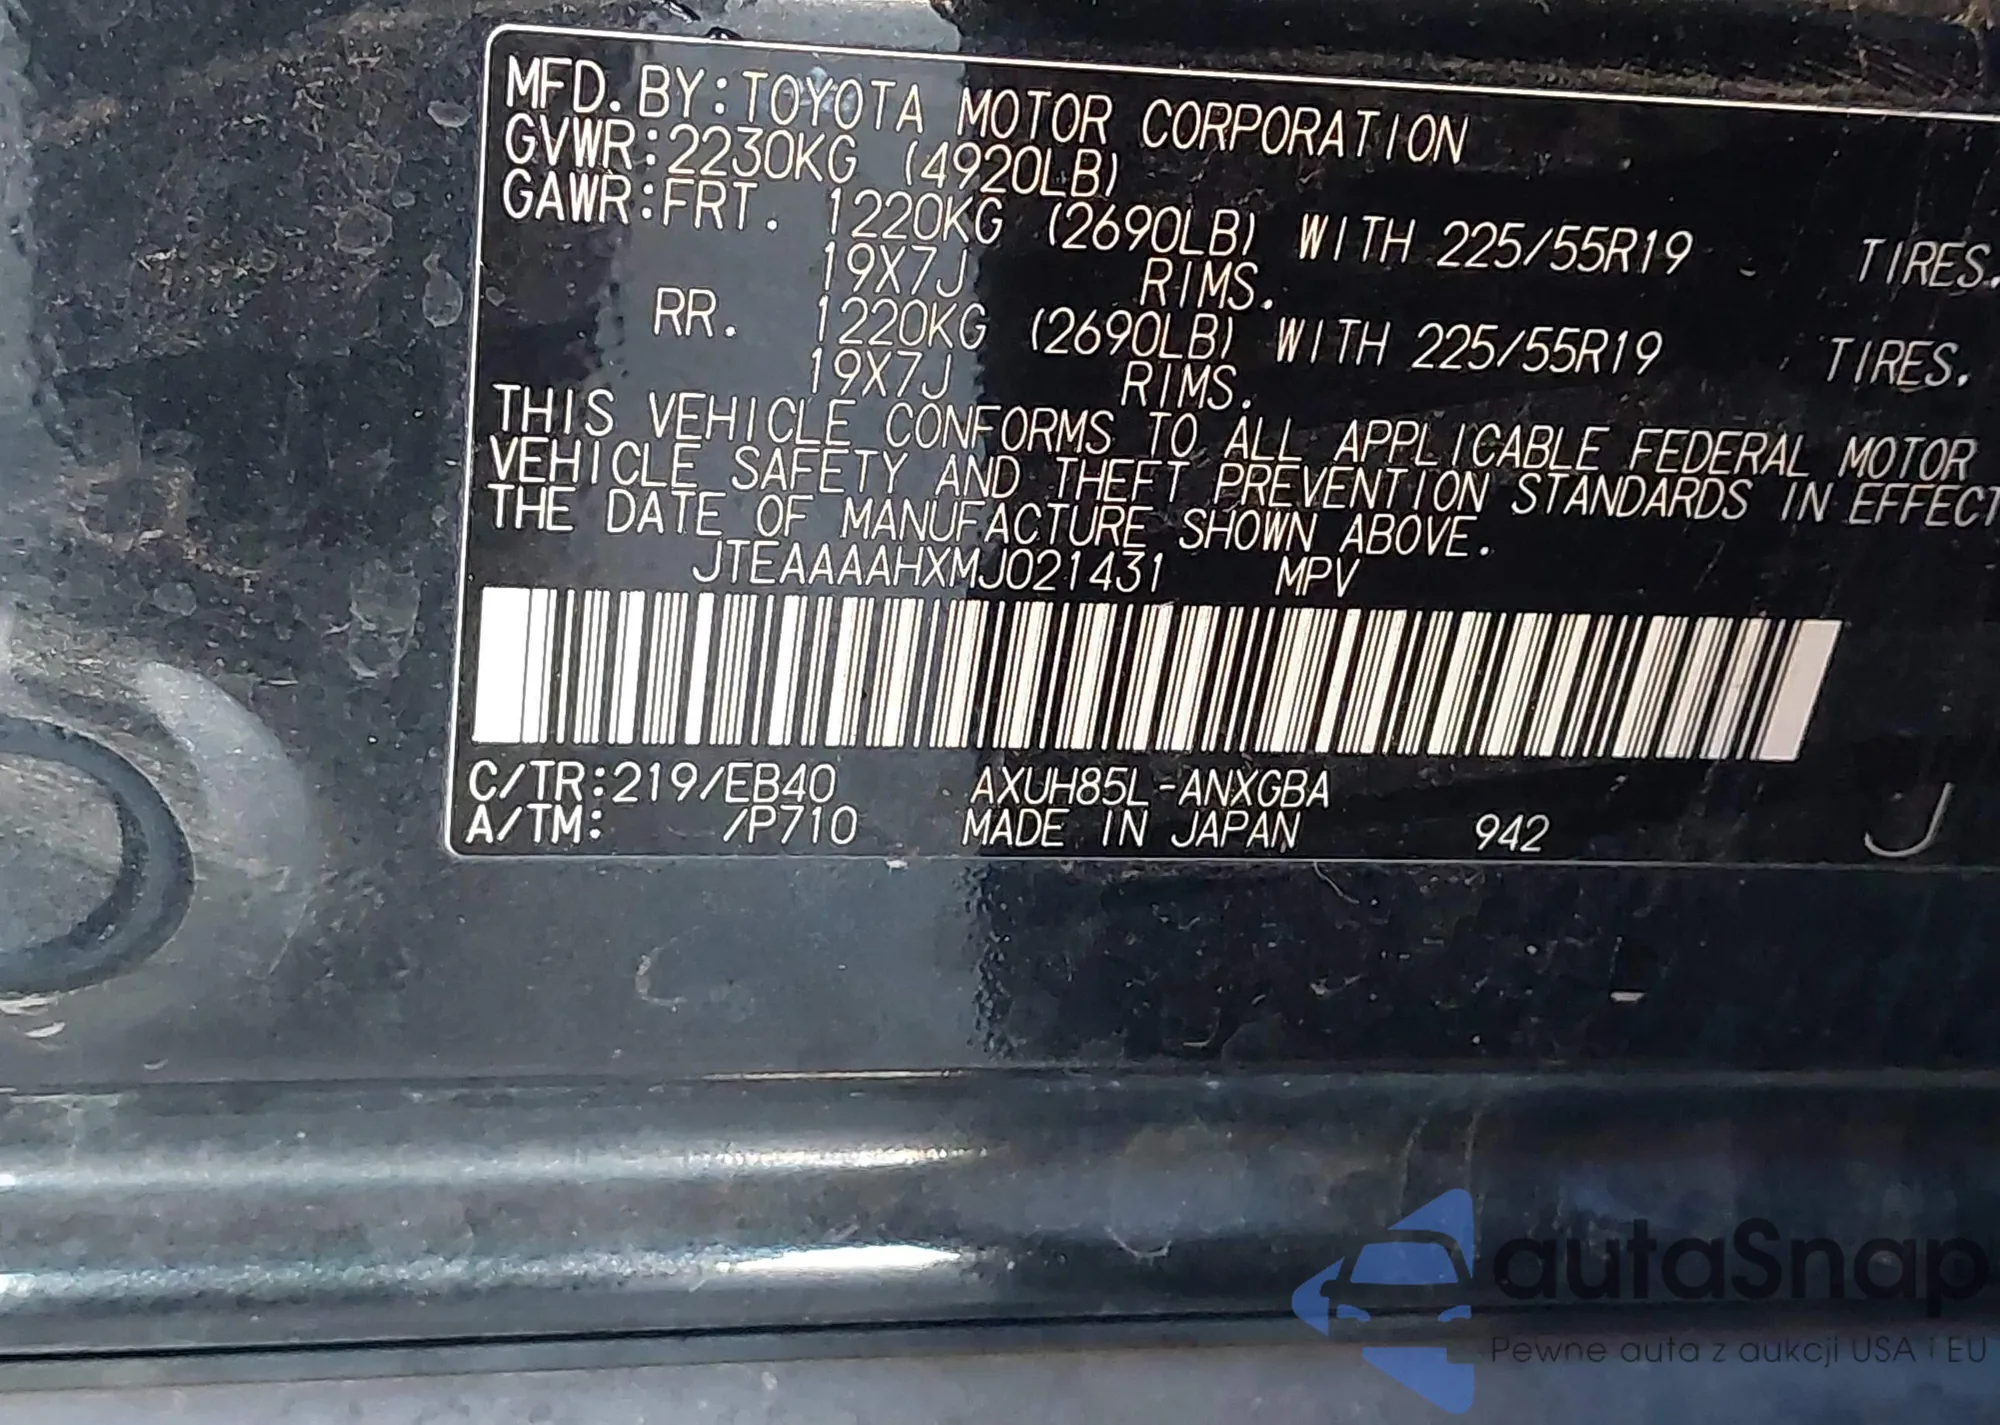 MFD. BY:TOYOTA MOTOR CORPORATION
GVWR:2230KG (4920LB)
GAWR:FRT. 1220KG (2690LB) WITH 225/55R19 TIRES.
19X7J RIMS.
RR. 1220KG (2690LB) WITH 225/55R19 TIRES.
19X7J RIMS.
THIS VEHICLE CONFORMS TO ALL APPLICABLE FEDERAL MOTOR
VEHICLE SAFETY AND THEFT PREVENTION STANDARDS IN EFFECT
THE DATE OF MANUFACTURE SHOWN ABOVE.
JTEAAAAHXMJ021431 MPV
C/TR:219/EB40 AXUH85L-ANXGBA
A/TM: /P710 MADE IN JAPAN 942 J
autaSnap
Pewne auta z aukcji USA i EU